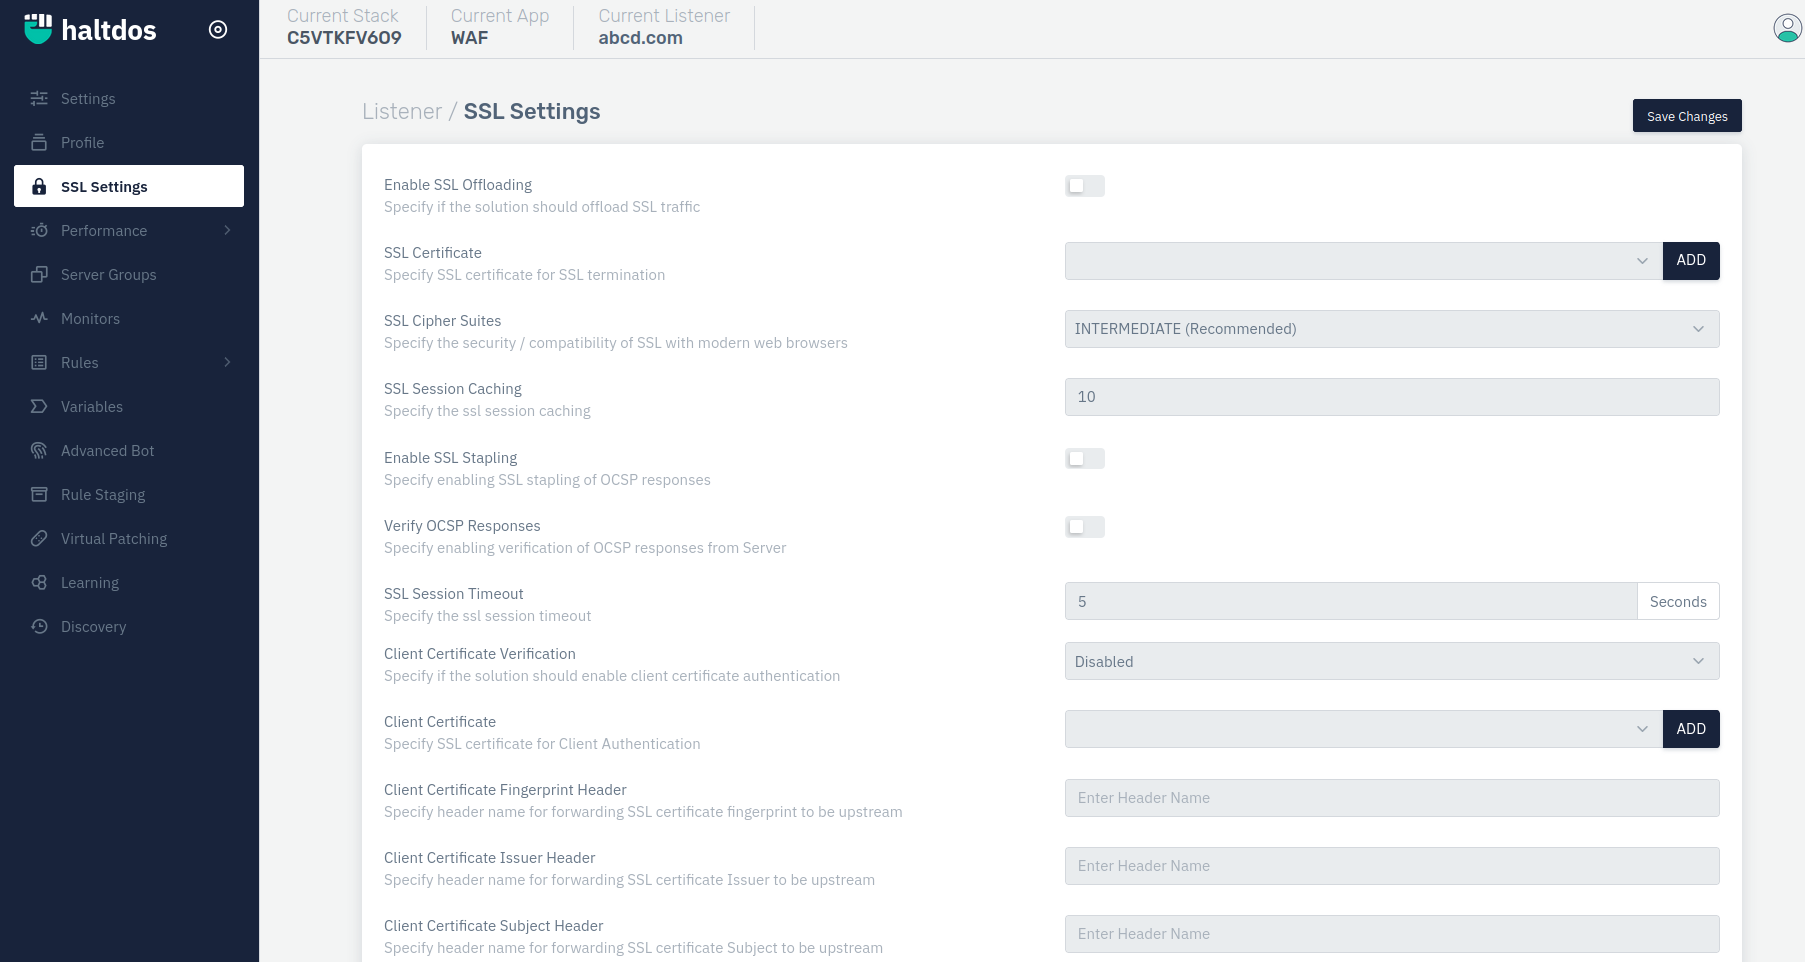 haltdos
Current Stack
C5VTKFV609
Current App
WAF
Current Listener
abcd.com
Settings
Profile
SSL Settings
Performance
Server Groups
Monitors
Rules
Variables
Advanced Bot
Rule Staging
Virtual Patching
Learning
Discovery
Listener / SSL Settings
Save Changes
Enable SSL Offloading
Specify if the solution should offload SSL traffic
SSL Certificate
Specify SSL certificate for SSL termination
ADD
SSL Cipher Suites
Specify the security / compatibility of SSL with modern web browsers
INTERMEDIATE (Recommended)
SSL Session Caching
Specify the ssl session caching
10
Enable SSL Stapling
Specify enabling SSL stapling of OCSP responses
Verify OCSP Responses
Specify enabling verification of OCSP responses from Server
SSL Session Timeout
Specify the ssl session timeout
5
Seconds
Client Certificate Verification
Specify if the solution should enable client certificate authentication
Disabled
Client Certificate
Specify SSL certificate for Client Authentication
ADD
Client Certificate Fingerprint Header
Specify header name for forwarding SSL certificate fingerprint to be upstream
Enter Header Name
Client Certificate Issuer Header
Specify header name for forwarding SSL certificate Issuer to be upstream
Enter Header Name
Client Certificate Subject Header
Specify header name for forwarding SSL certificate Subject to be upstream
Enter Header Name